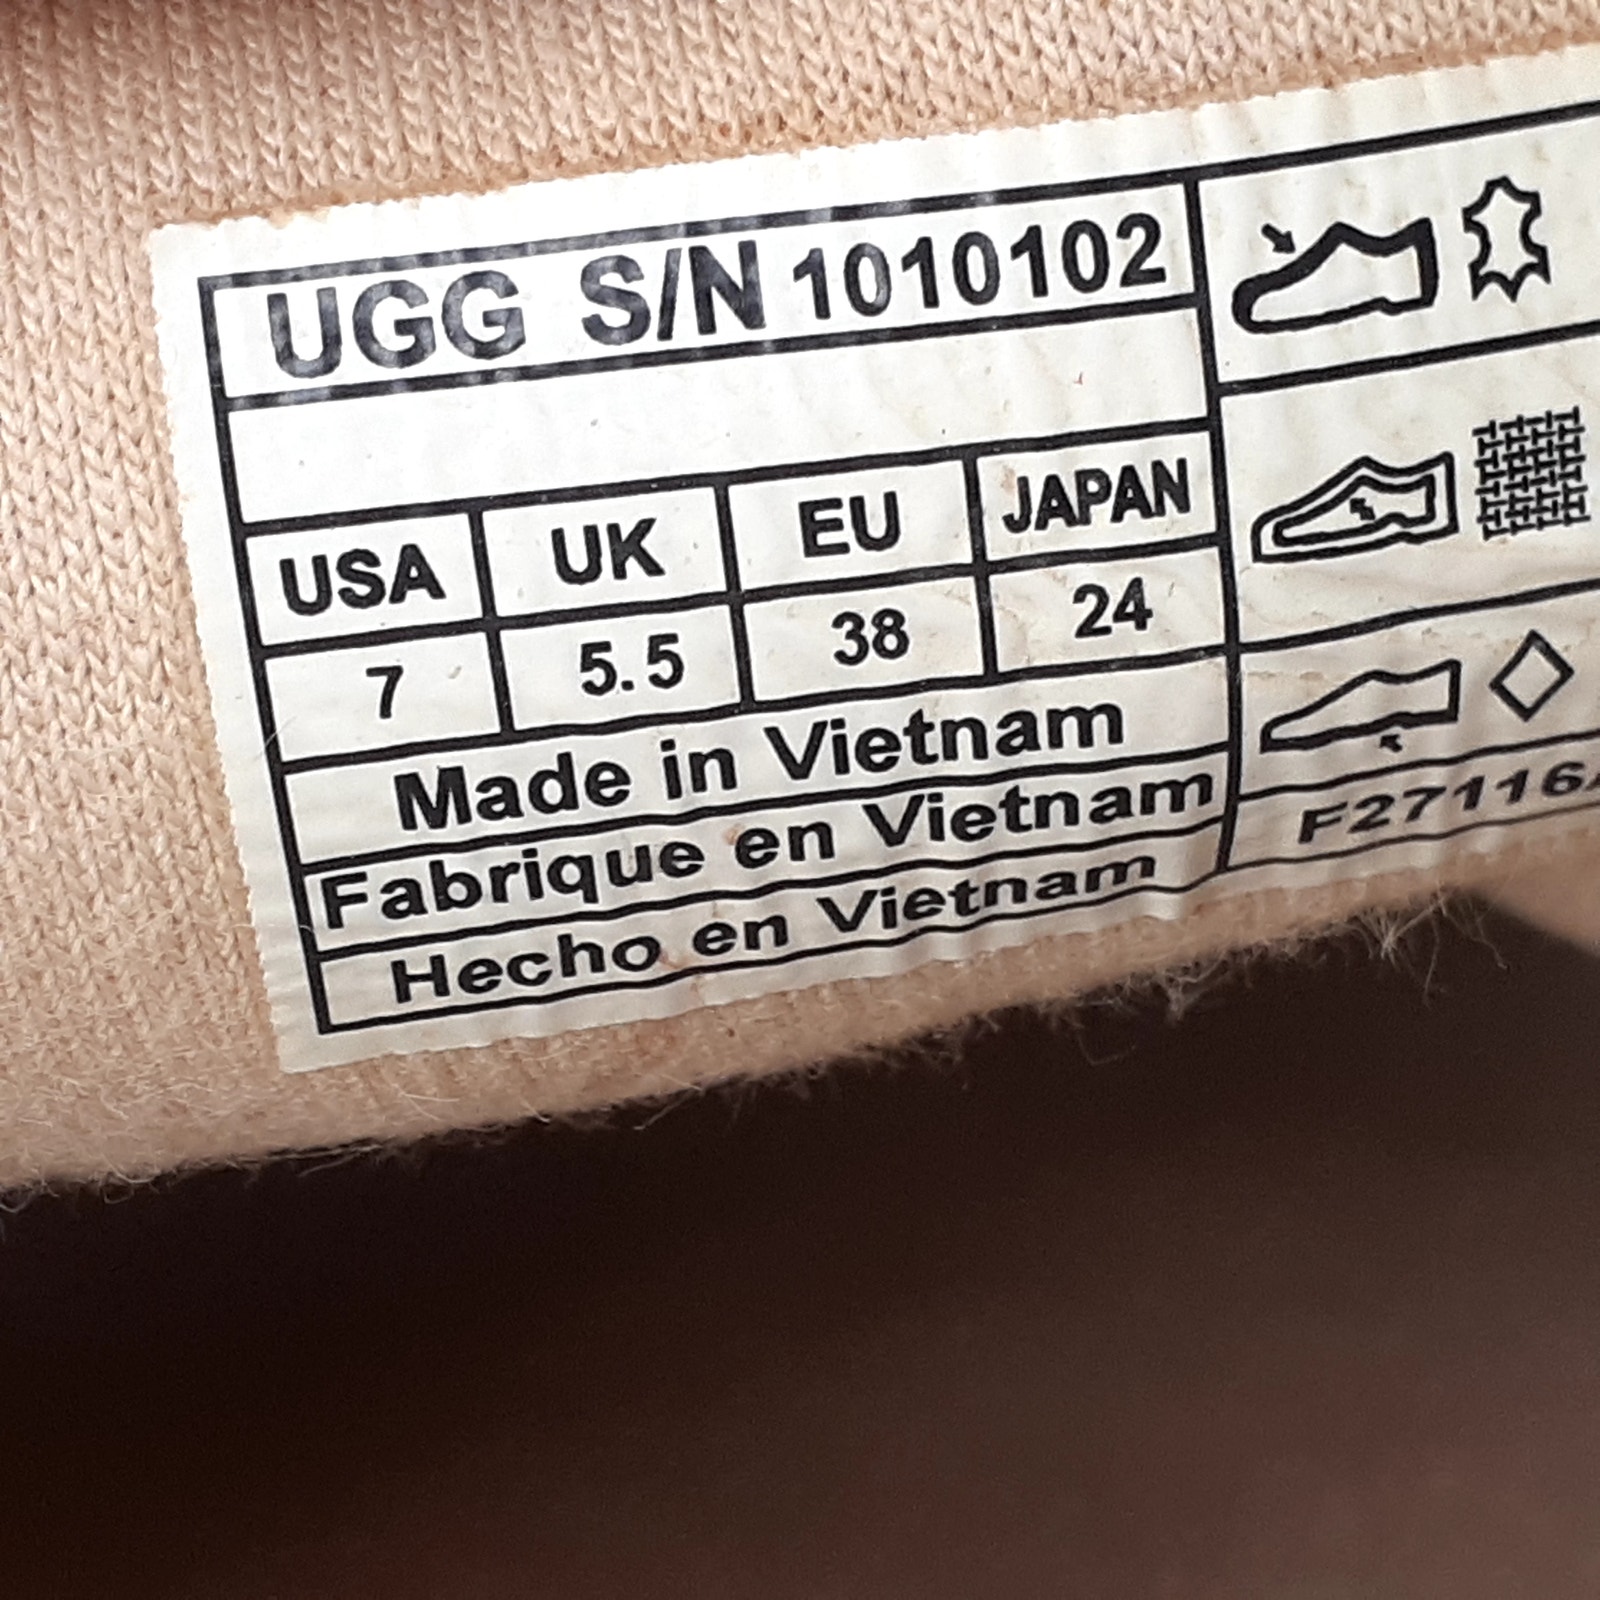 UGG S/N 1010102
USA UK EU JAPAN
7 5.5 38 24
Made in Vietnam
Fabrique en Vietnam
Hecho en Vietnam
F27116A